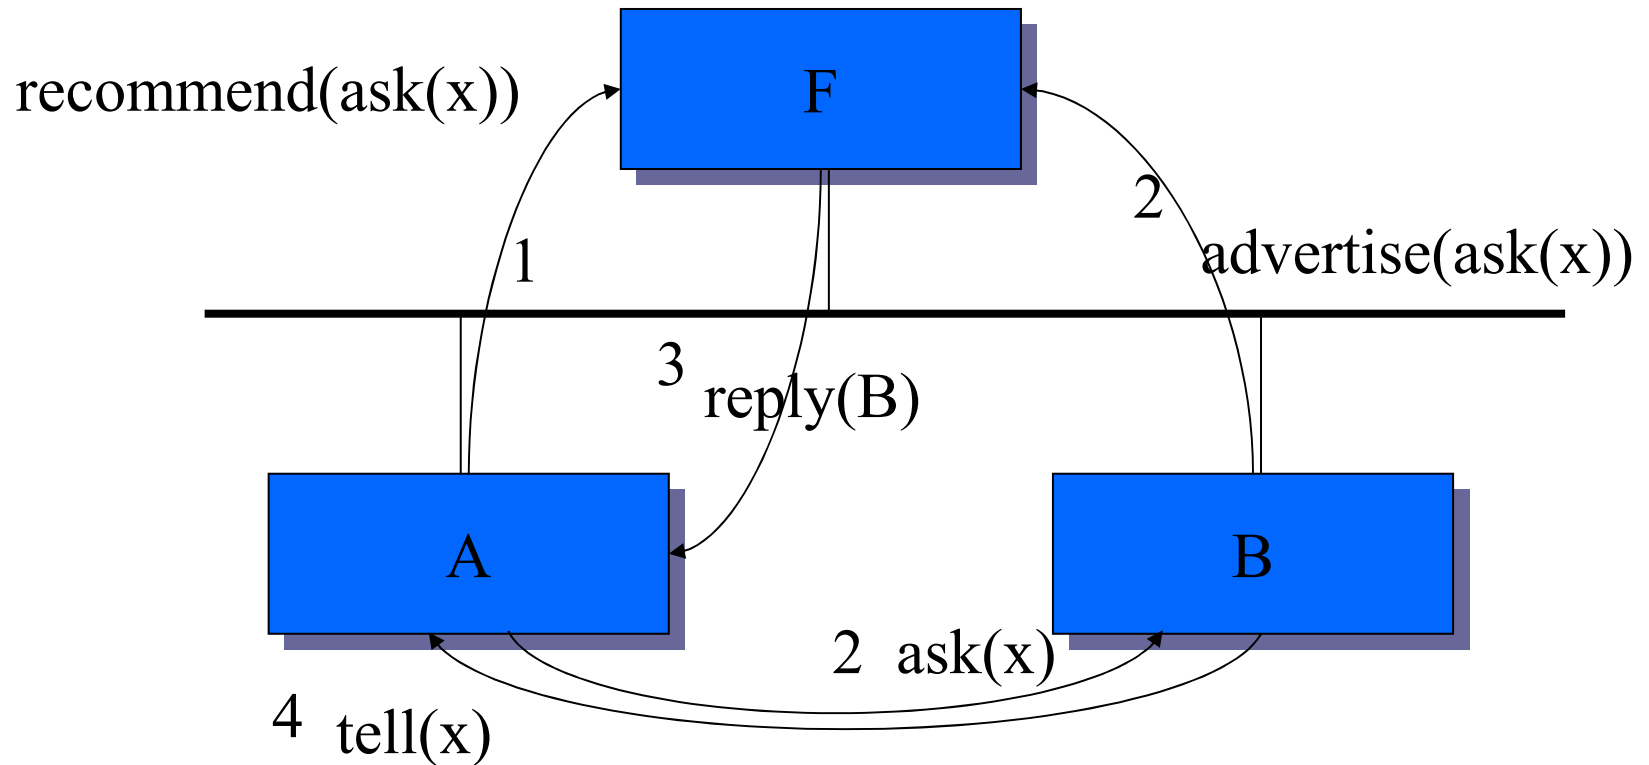 F
recommend(ask(x))
2
advertise(ask(x))
1
3
reply(B)
A
B
2 ask(x)
4 tell(x)